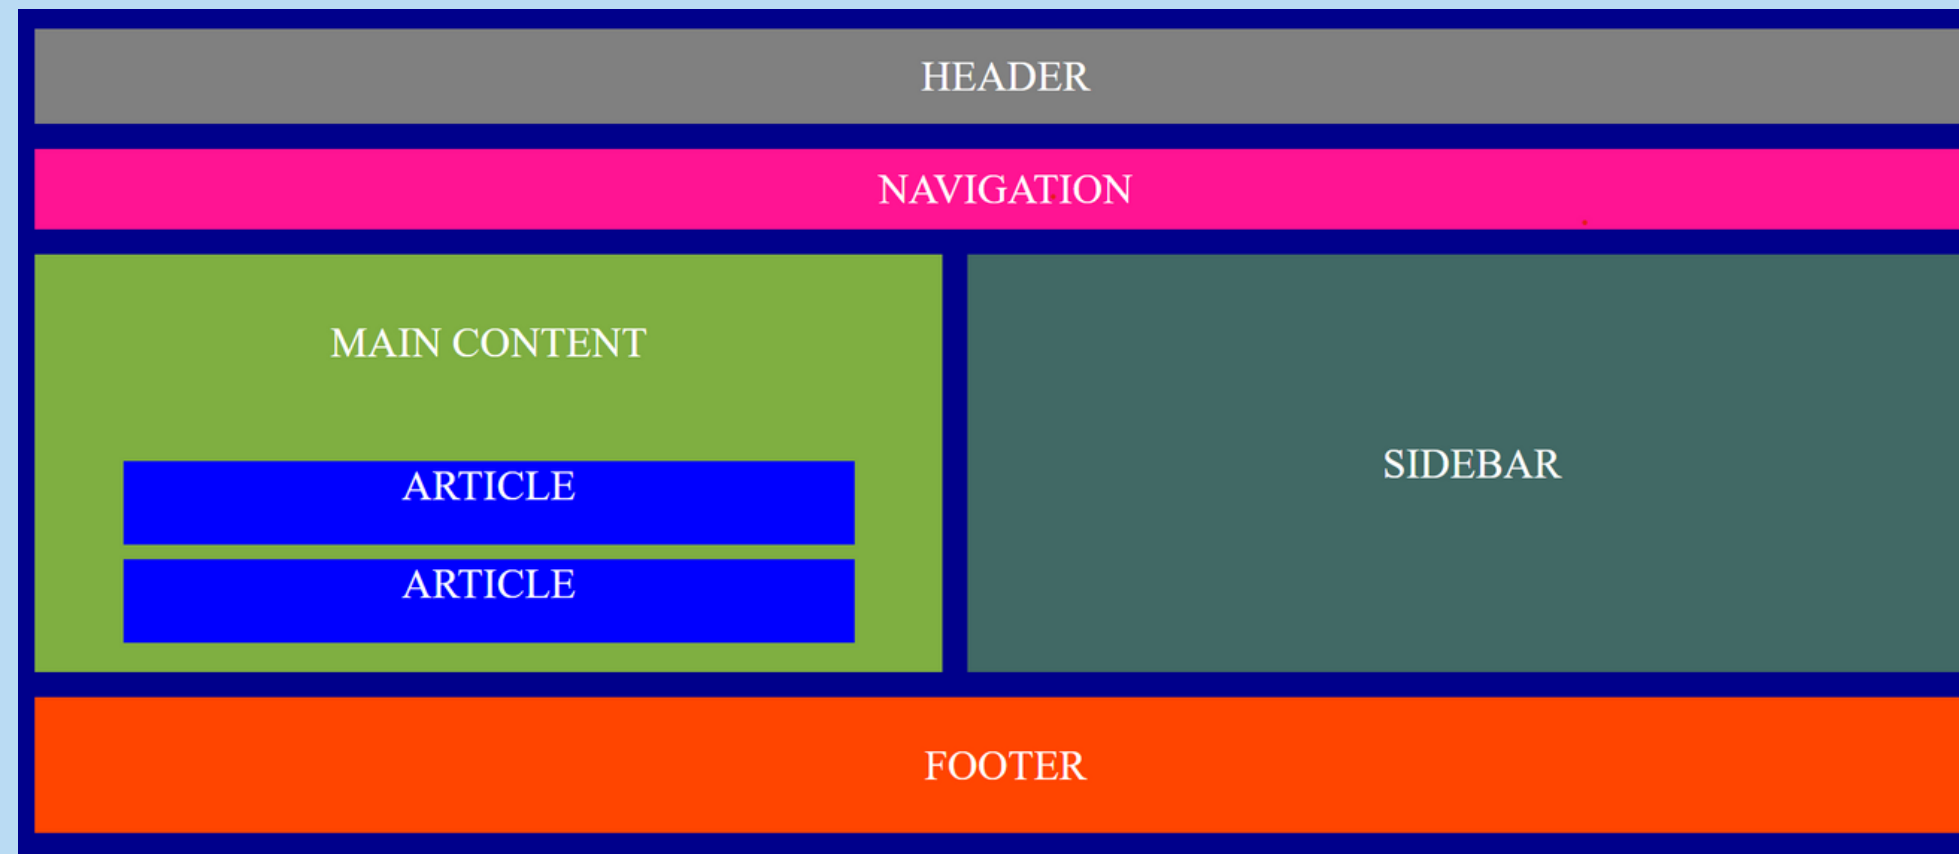 HEADER
NAVIGATION
MAIN CONTENT
ARTICLE
ARTICLE
SIDEBAR
FOOTER